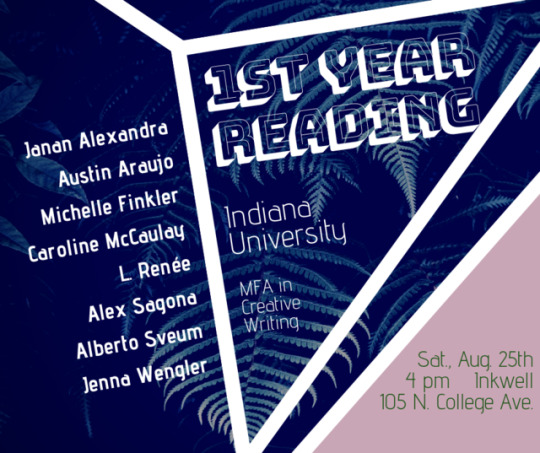 1ST YEAR
READING
Janan Alexandra
Austin Araujo
Michelle Finkler
Caroline McCaulay
L. Renée
Alex Sagona
Alberto Sveum
Jenna Wengler
Indiana
University
MFA in
Creative
Writing
Sat., Aug. 25th
4 pm Inkwell
105 N. College Ave.